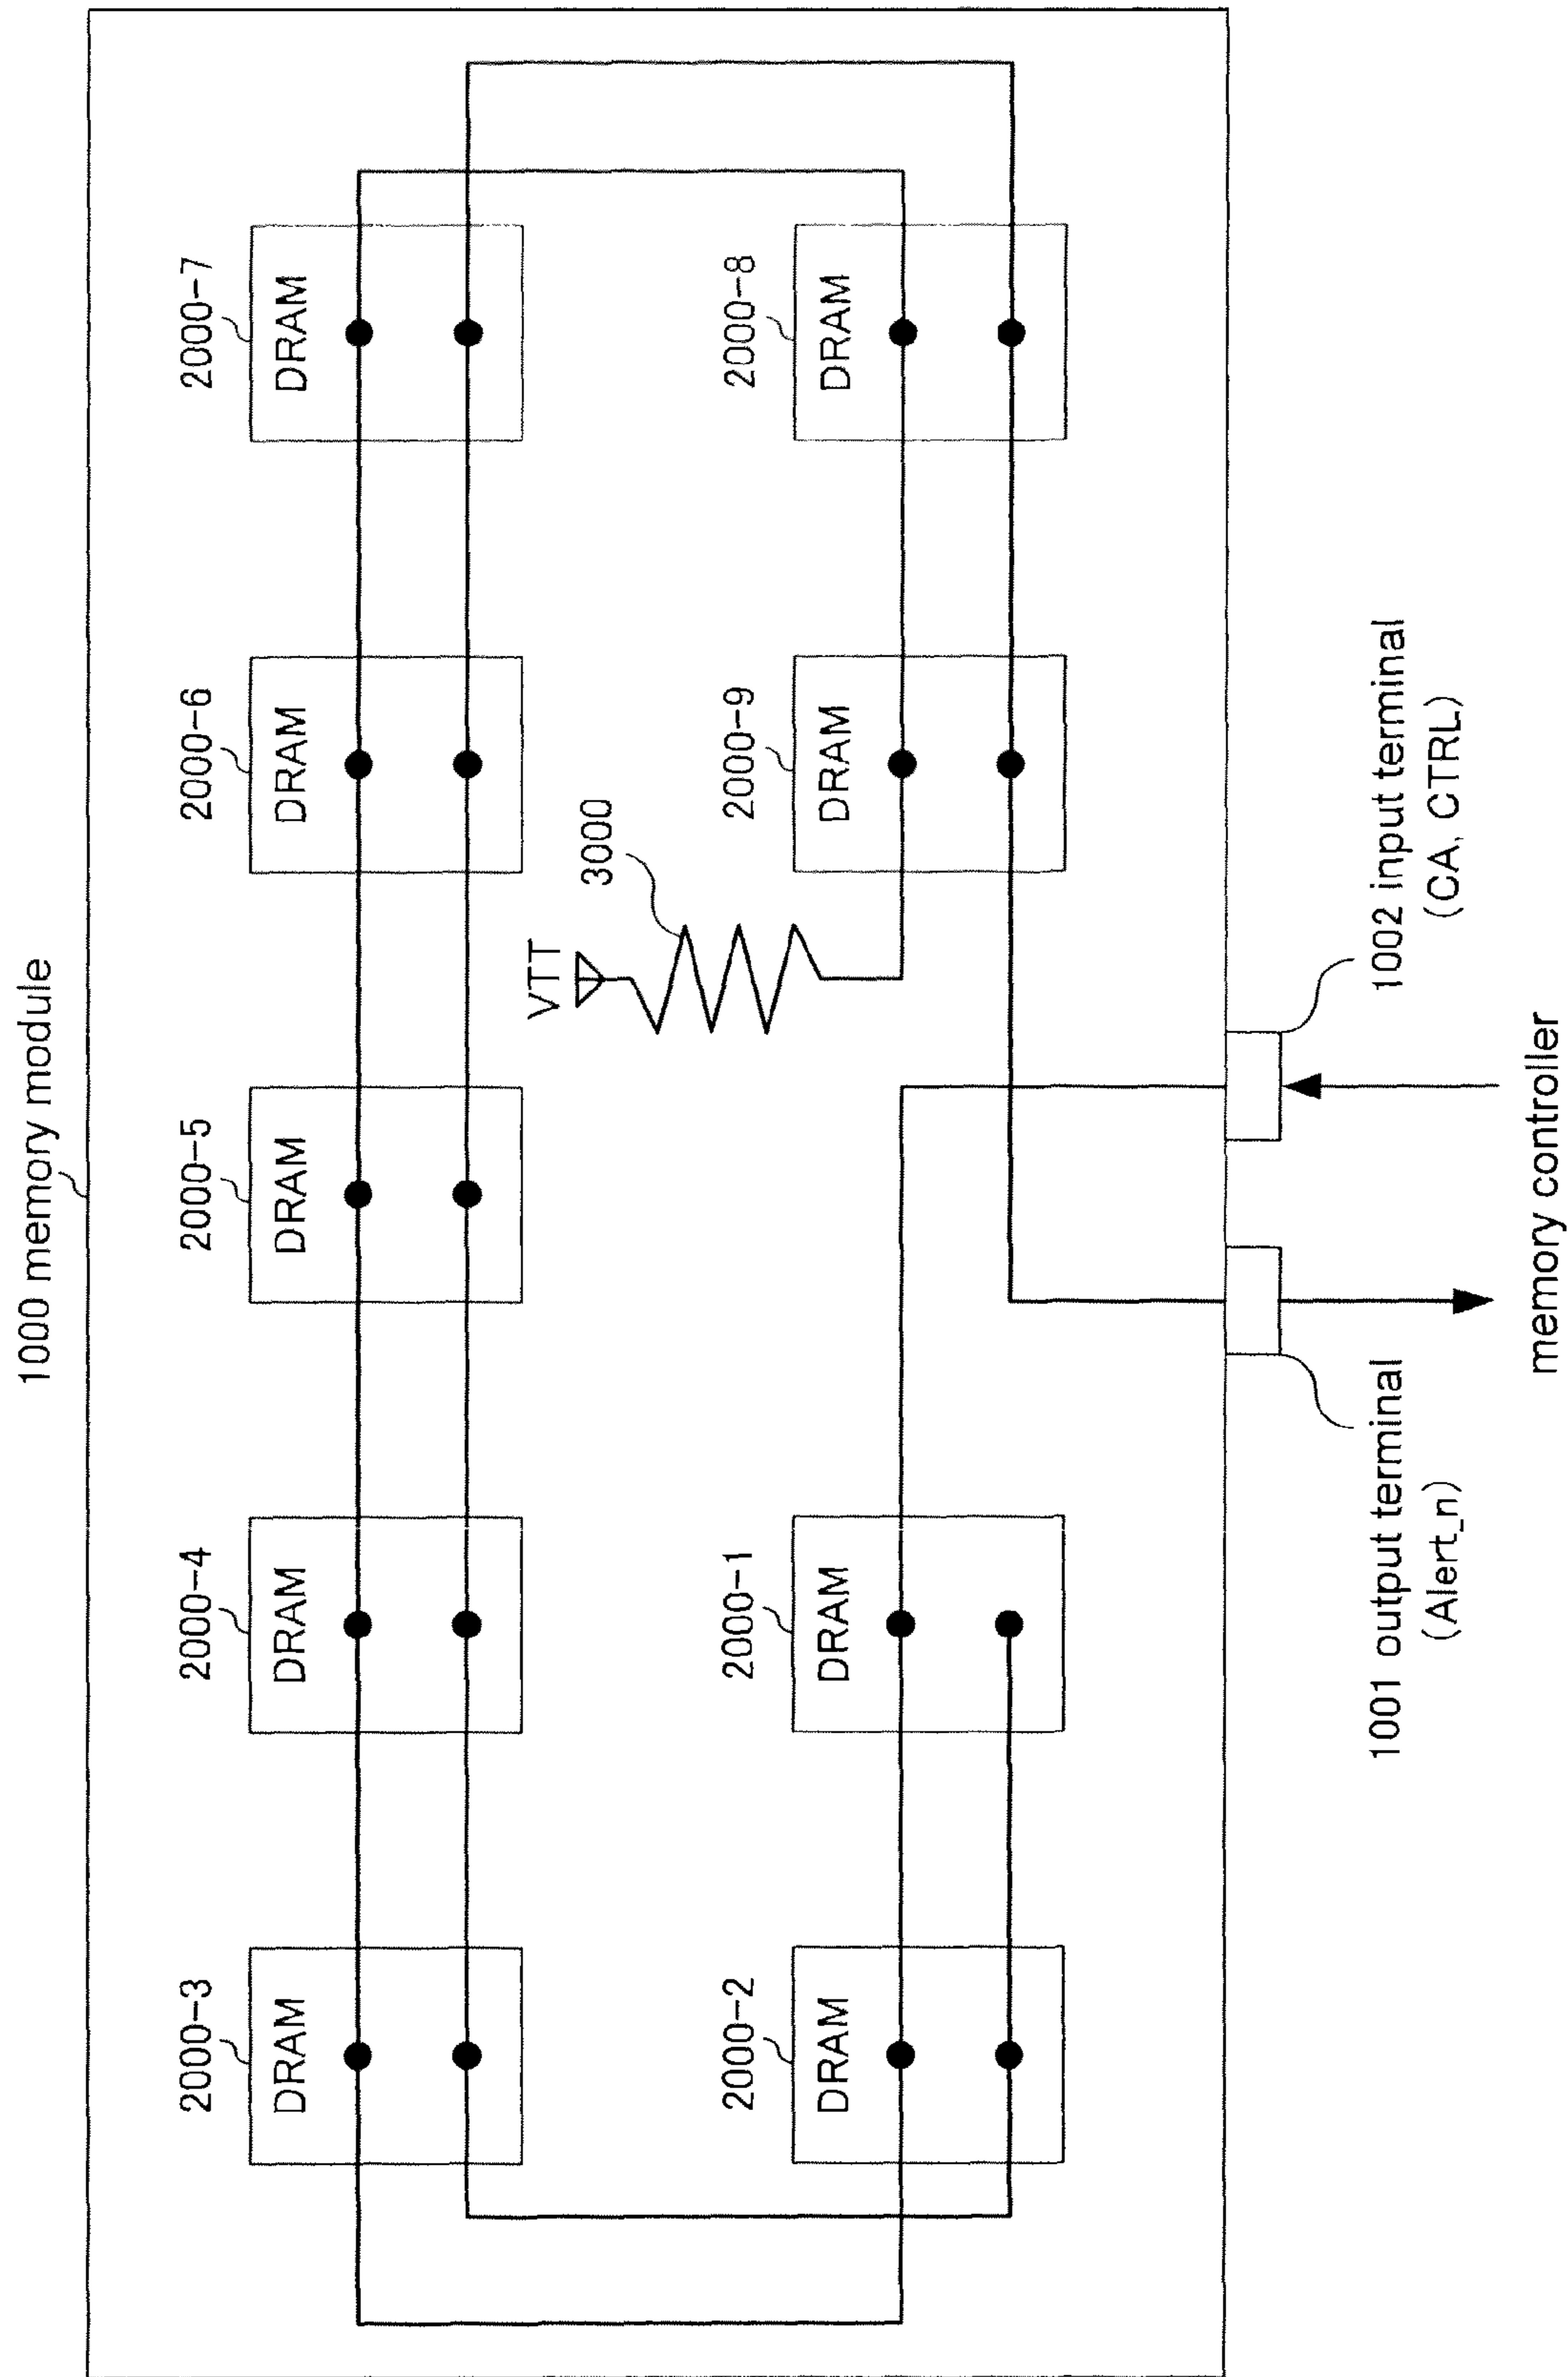 1000 memory module
2000-3
DRAM
2000-4
DRAM
2000-5
DRAM
2000-6
DRAM
2000-7
DRAM
VTT
3000
2000-2
DRAM
2000-1
DRAM
2000-9
DRAM
2000-8
DRAM
1001 output terminal
(Alert_n)
1002 input terminal
(CA, CTRL)
memory controller